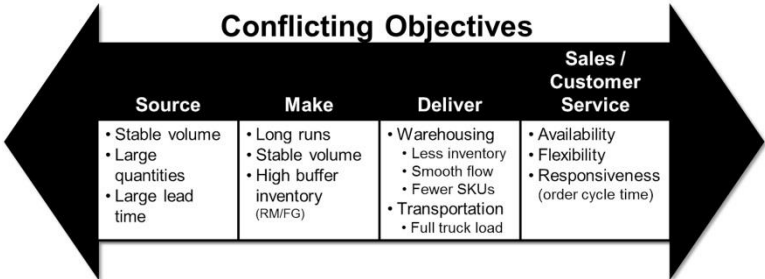 Conflicting Objectives
Source
• Stable volume
• Large
quantities
• Large lead
time
Make
• Long runs
• Stable volume
• High buffer
inventory
(RM/FG)
Deliver
• Warehousing
• Less inventory
• Smooth flow
• Fewer SKUs
• Transportation
• Full truck load
Sales /
Customer
Service
• Availability
• Flexibility
• Responsiveness
(order cycle time)